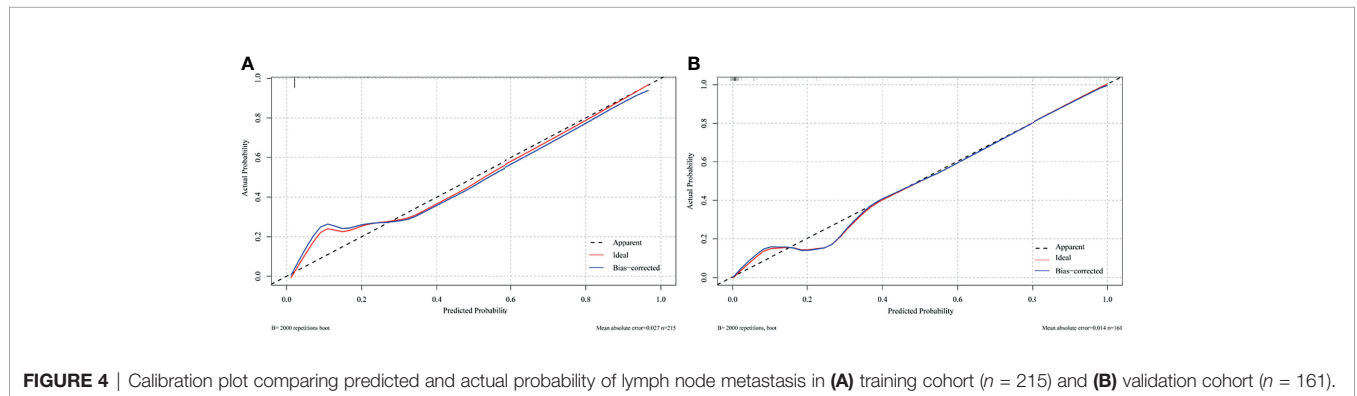 A
B
1.0
0.8
0.6
0.4
0.2
0.0
Actual Probability
Apparent
Ideal
Bias-corrected
0.0 0.2 0.4 0.6 0.8 1.0
Predicted Probability
B= 2000 repetitions boot
Mean absolute error=0.027 n=215
1.0
0.8
0.6
0.4
0.2
0.0
Actual Probability
Apparent
Ideal
Bias-corrected
0.0 0.2 0.4 0.6 0.8 1.0
Predicted Probability
B= 2000 repetitions, boot
Mean absolute error=0.014 n=161
FIGURE 4 | Calibration plot comparing predicted and actual probability of lymph node metastasis in (A) training cohort (n = 215) and (B) validation cohort (n = 161).